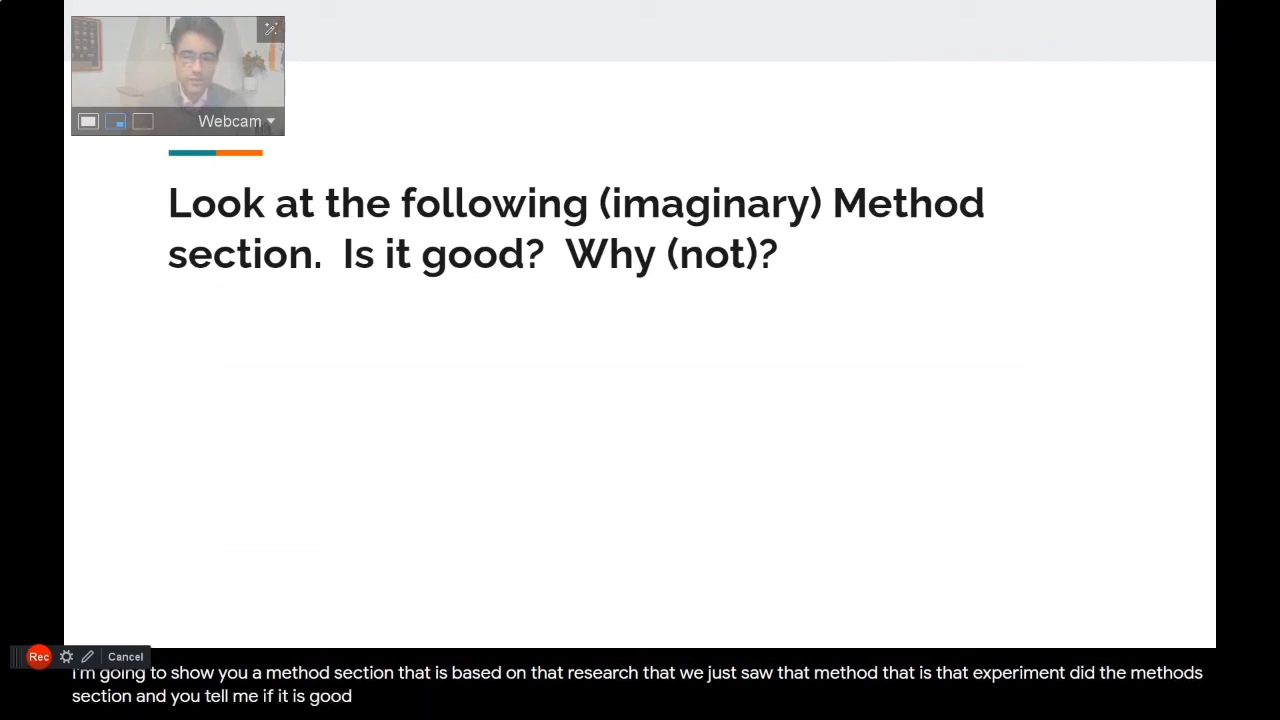 Webcam
Look at the following (imaginary) Method
section. Is it good? Why (not)?
Rec
Cancel
I'm going to show you a method section that is based on that research that we just saw that method that is that experiment did the methods
section and you tell me if it is good